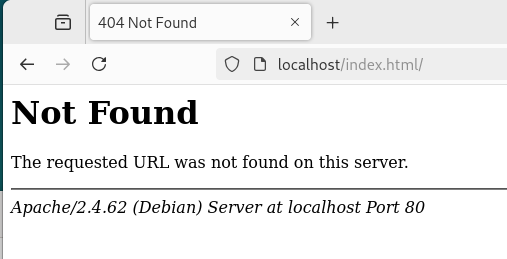 404 Not Found
localhost/index.html/
Not Found
The requested URL was not found on this server.
Apache/2.4.62 (Debian) Server at localhost Port 80